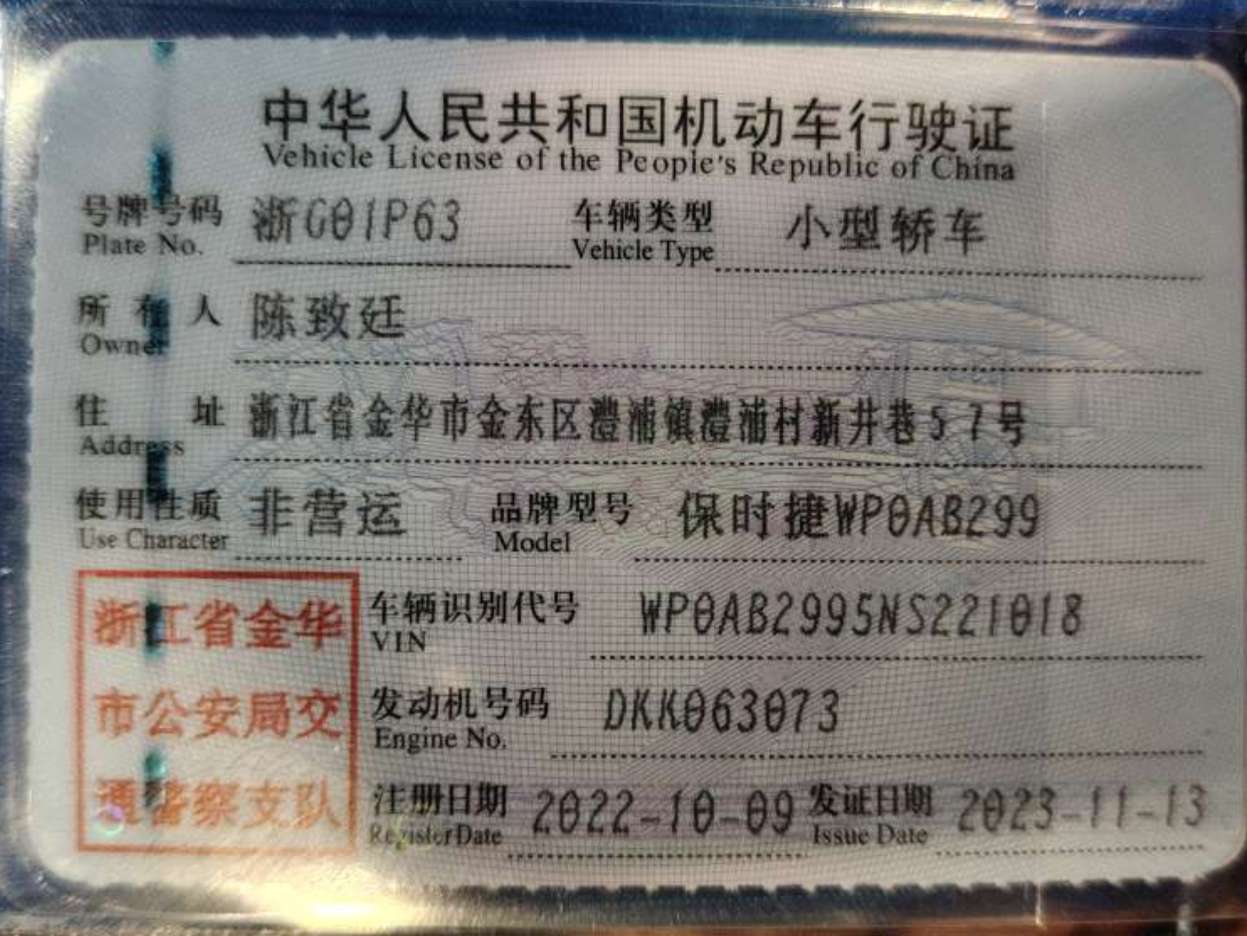 中华人民共和国机动车行驶证
Vehicle License of the People's Republic of China
号牌号码 浙G01P63 车辆类型 小型轿车
Plate No. Vehicle Type
所有人 陈致廷
Owner
住址 浙江省金华市金东区澧浦镇澧浦村新井巷57号
Address
使用性质 非营运 品牌型号 保时捷WP0AB299
Use Character Model
浙江省金华 车辆识别代号 WP0AB2995NS221018
VIN
市公安局交 发动机号码 DKK063073
Engine No.
通警察支队 注册日期 2022-10-09 发证日期 2023-11-13
Register Date Issue Date